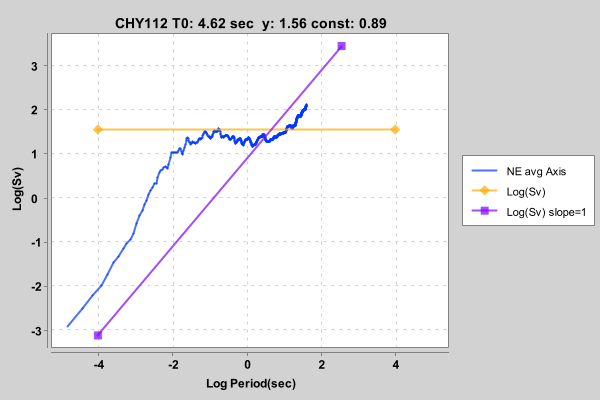 CHY112 T0: 4.62 sec  y: 1.56 const: 0.89
Log(Sv)
3
2
1
0
-1
-2
-3
-4 -2 0 2 4
Log Period(sec)
NE avg Axis
Log(Sv)
Log(Sv) slope=1